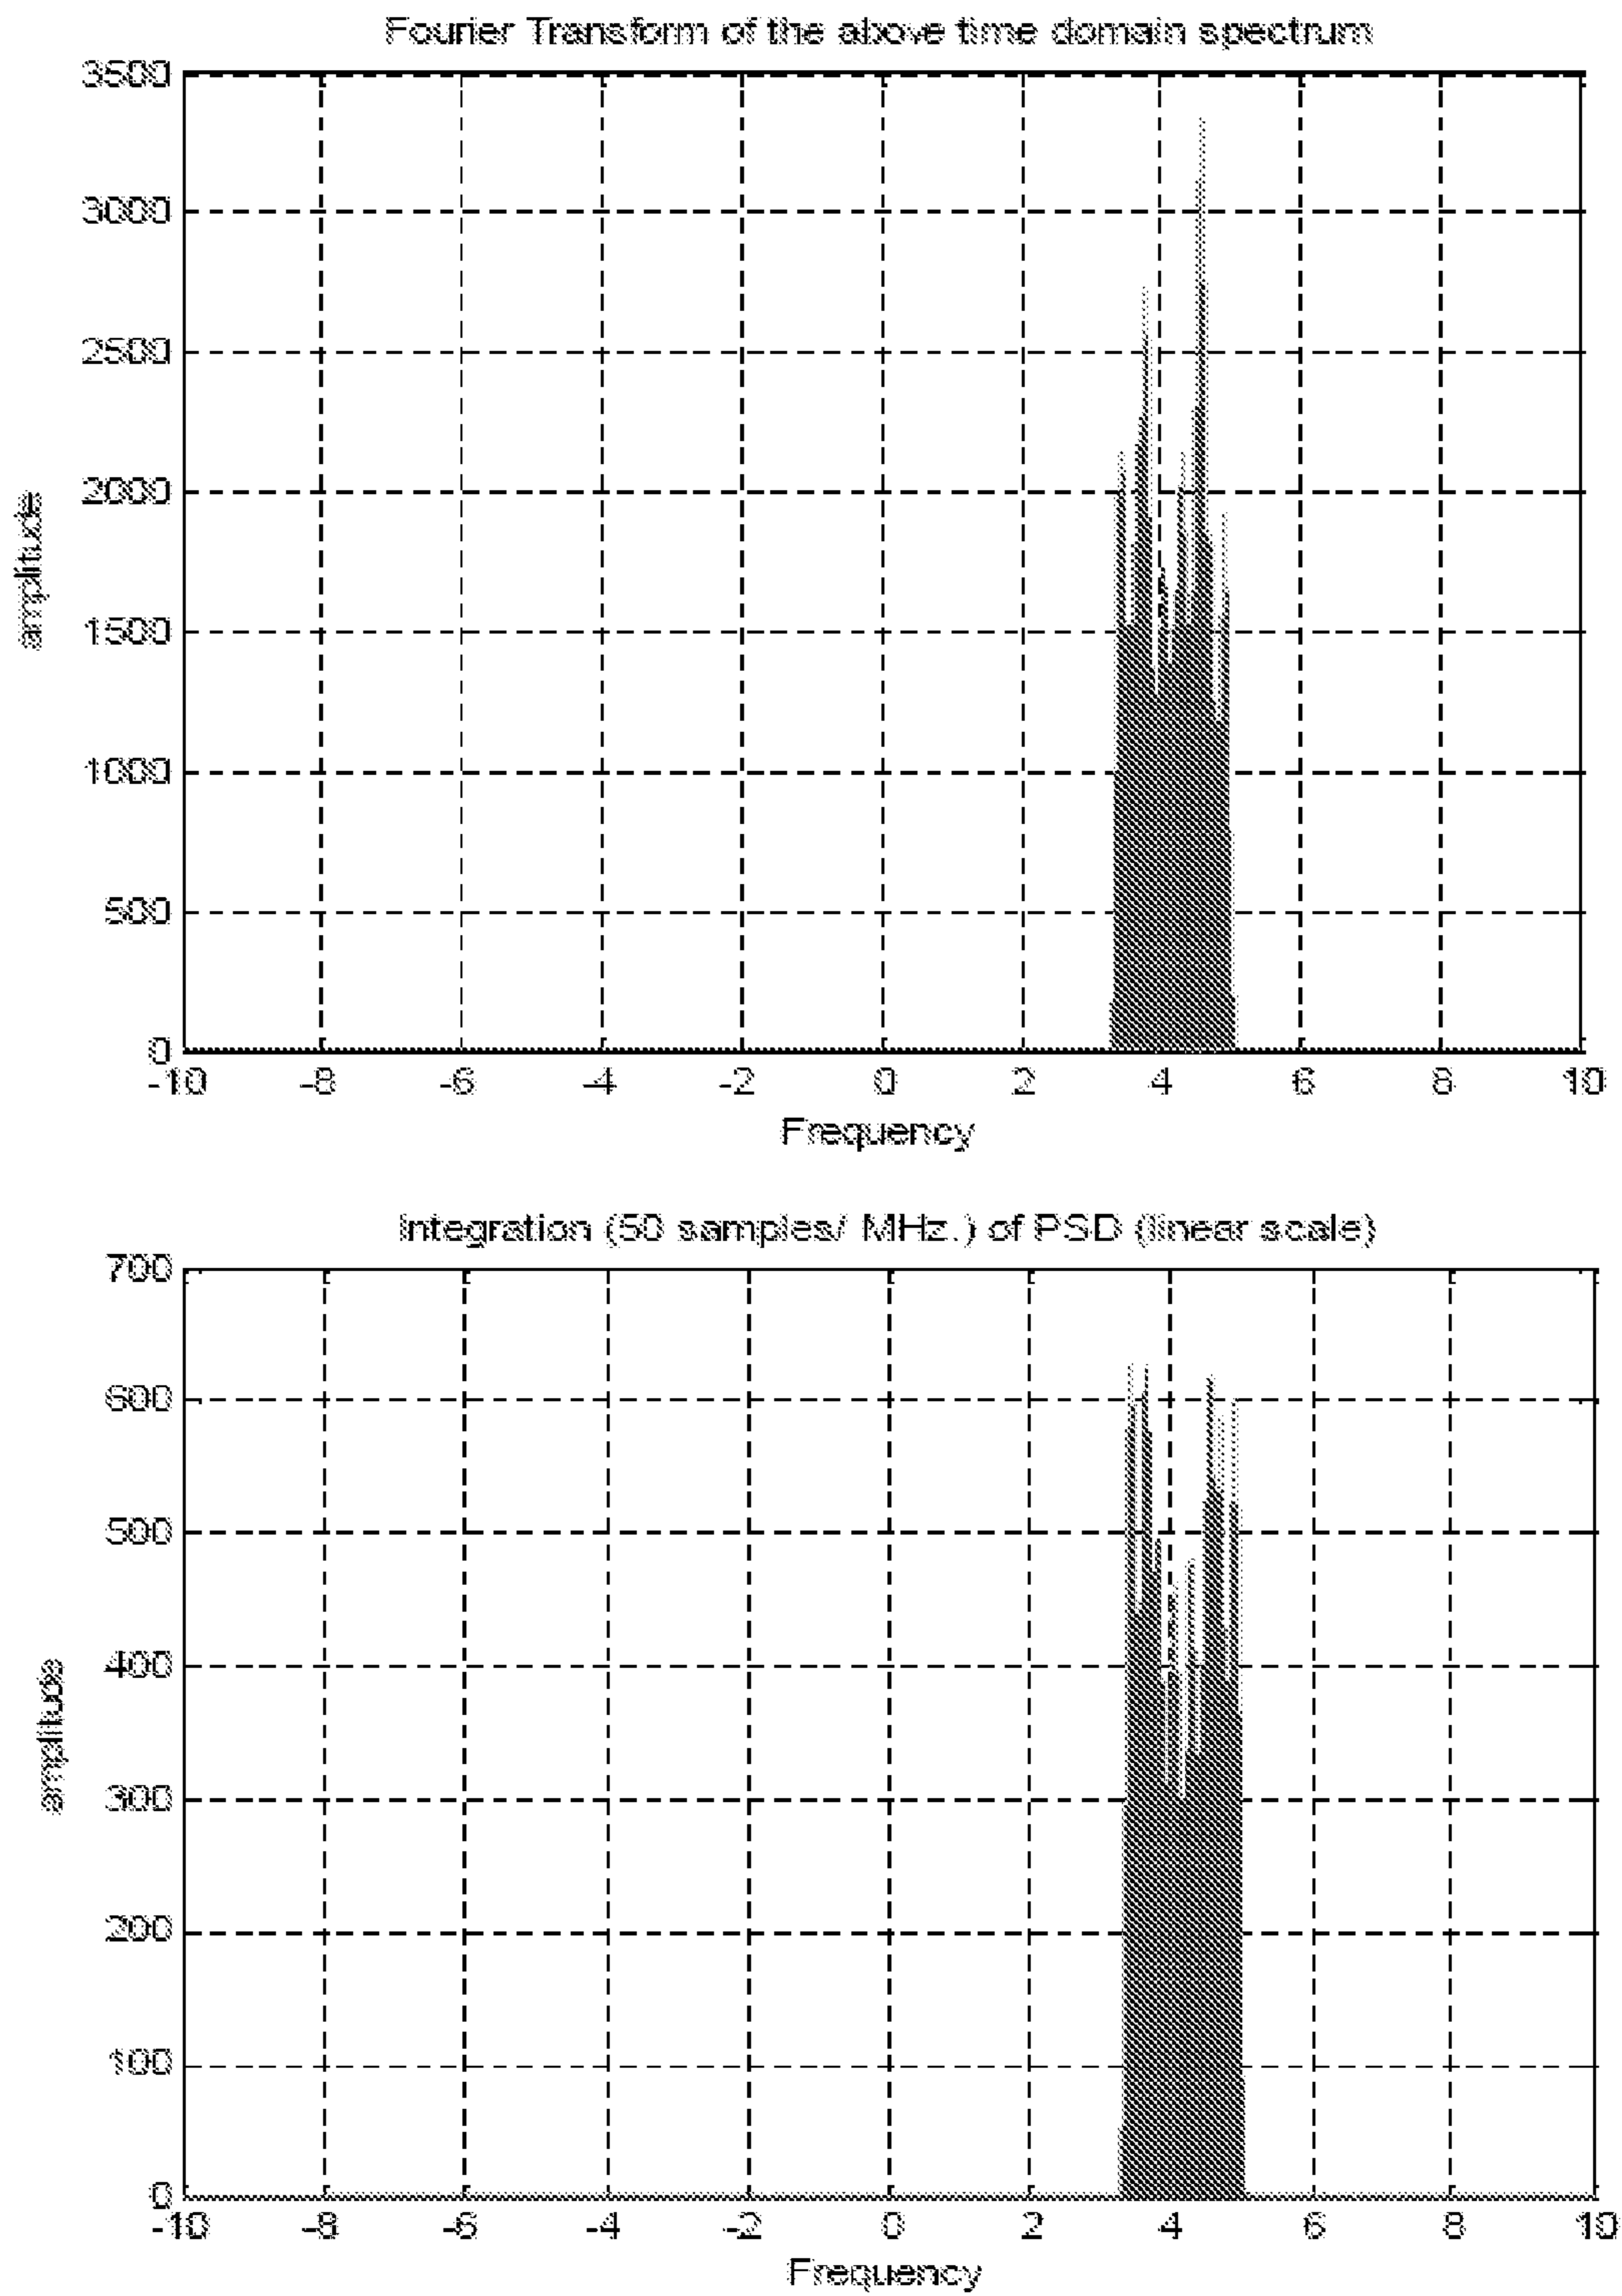 Fourier Transform of the above time domain spectrum
3500
3000
2500
2000
1500
1000
500
0
amplitude
-10 -8 -6 -4 -2 0 2 4 6 8 10
Frequency
Integration (50 samples/ MHz.) of PSD (linear scale)
700
600
500
400
300
200
100
0
amplitude
-10 -8 -6 -4 -2 0 2 4 6 8 10
Frequency